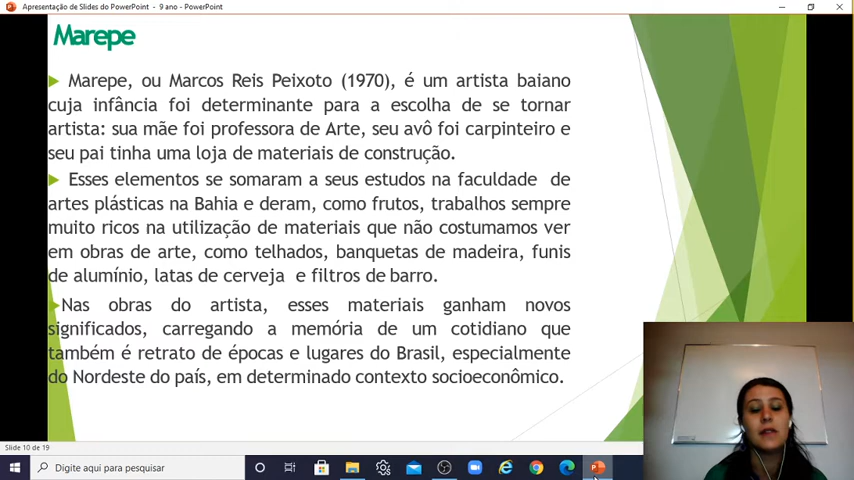 Apresentação de Slides do PowerPoint - 9 ano - PowerPoint
Marepe
Marepe, ou Marcos Reis Peixoto (1970), é um artista baiano
cuja infância foi determinante para a escolha de se tornar
artista: sua mãe foi professora de Arte, seu avô foi carpinteiro e
seu pai tinha uma loja de materiais de construção.
Esses elementos se somaram a seus estudos na faculdade de
artes plásticas na Bahia e deram, como frutos, trabalhos sempre
muito ricos na utilização de materiais que não costumamos ver
em obras de arte, como telhados, banquetas de madeira, funis
de alumínio, latas de cerveja e filtros de barro.
Nas obras do artista, esses materiais ganham novos
significados, carregando a memória de um cotidiano que
também é retrato de épocas e lugares do Brasil, especialmente
do Nordeste do país, em determinado contexto socioeconômico.
Slide 10 de 19
Digite aqui para pesquisar